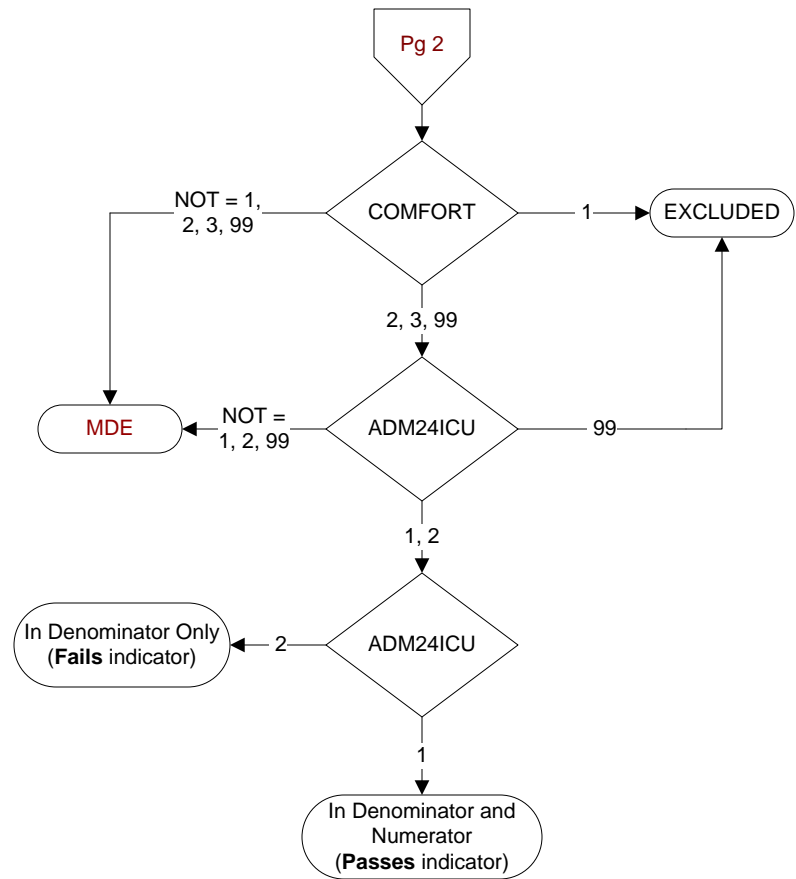 Pg 2
NOT = 1,
2, 3, 99
COMFORT
1
EXCLUDED
2, 3, 99
MDE
NOT =
1, 2, 99
ADM24ICU
99
1, 2
In Denominator Only
(Fails indicator)
2
ADM24ICU
1
In Denominator and
Numerator
(Passes indicator)